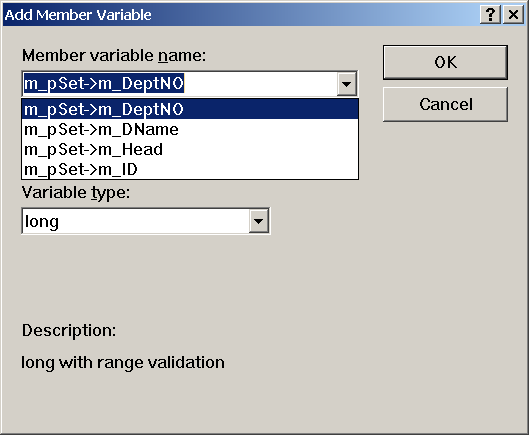 Add Member Variable
?
Member variable name:
m_pSet->m_DeptNO
OK
m_pSet->m_DeptNO
m_pSet->m_DName
m_pSet->m_Head
m_pSet->m_ID
Cancel
Variable type:
long
Description:
long with range validation